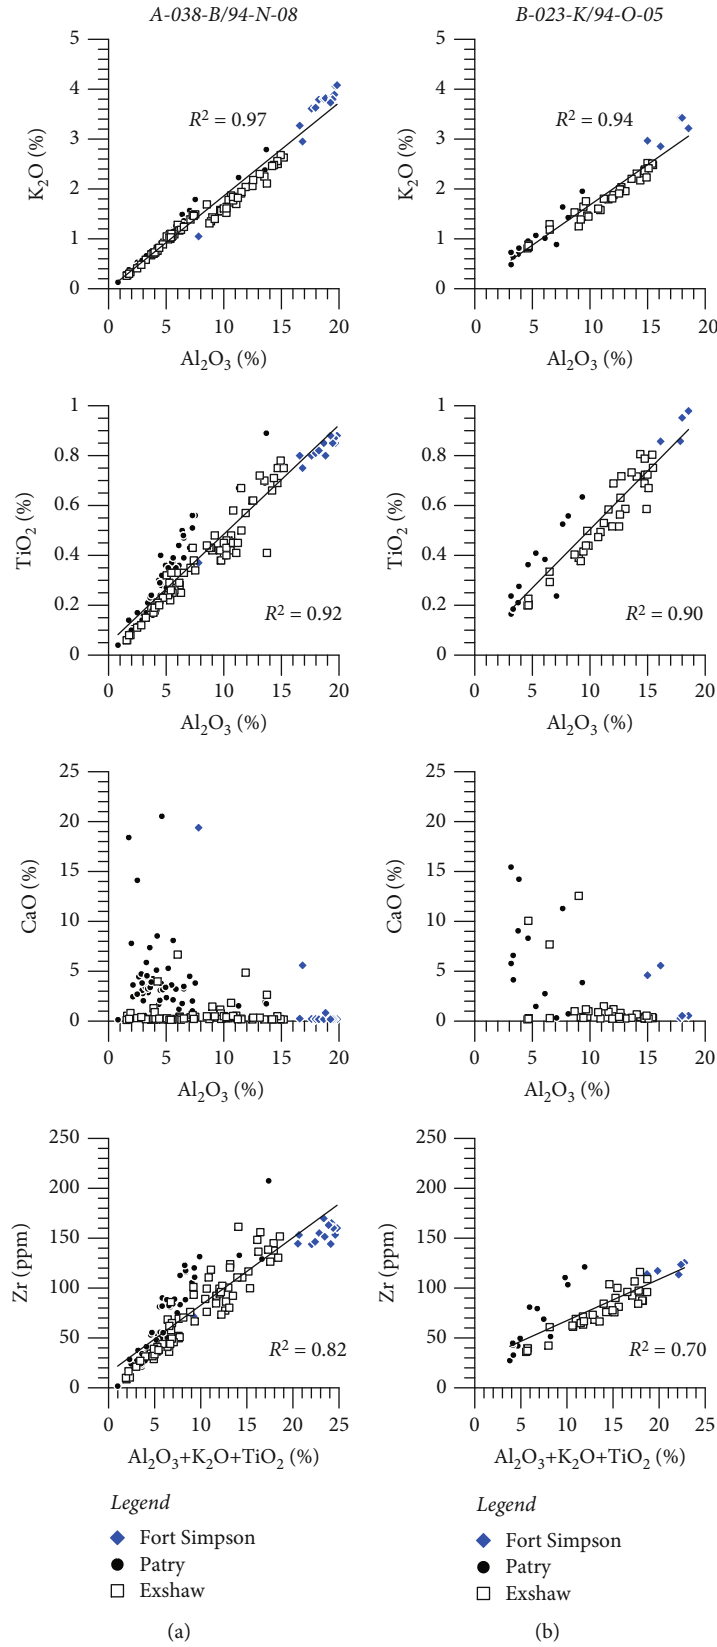 A-038-B/94-N-08
B-023-K/94-O-05
5
4
3
2
1
0
K₂O (%)
R² = 0.97
0 5 10 15 20
Al₂O₃ (%)
5
4
3
2
1
0
K₂O (%)
R² = 0.94
0 5 10 15 20
Al₂O₃ (%)
1
0.8
0.6
0.4
0.2
0
TiO₂ (%)
R² = 0.92
0 5 10 15 20
Al₂O₃ (%)
1
0.8
0.6
0.4
0.2
0
TiO₂ (%)
R² = 0.90
0 5 10 15 20
Al₂O₃ (%)
25
20
15
10
5
0
CaO (%)
0 5 10 15 20
Al₂O₃ (%)
25
20
15
10
5
0
CaO (%)
0 5 10 15 20
Al₂O₃ (%)
250
200
150
100
50
0
Zr (ppm)
R² = 0.82
0 5 10 15 20 25
Al₂O₃+K₂O+TiO₂ (%)
250
200
150
100
50
0
Zr (ppm)
R² = 0.70
0 5 10 15 20 25
Al₂O₃+K₂O+TiO₂ (%)
Legend
Fort Simpson
Patry
Exshaw
(a)
Legend
Fort Simpson
Patry
Exshaw
(b)